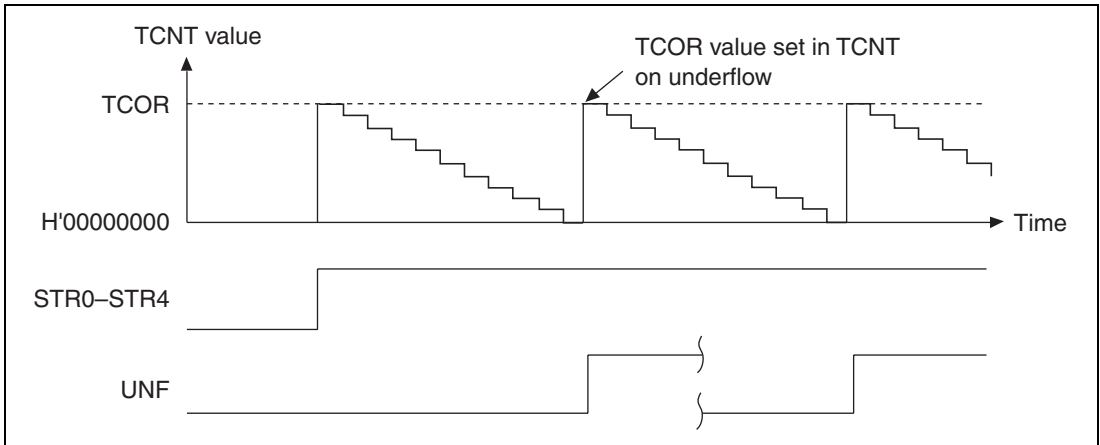 TCNT value
TCOR value set in TCNT
on underflow
TCOR
H'00000000
Time
STR0–STR4
UNF